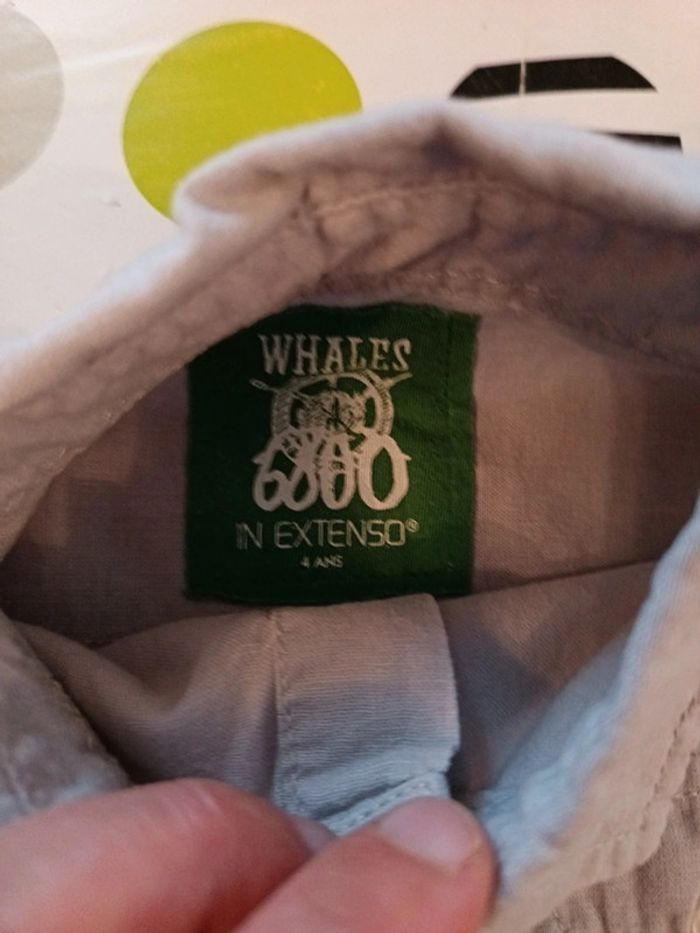 WHALES
6800
IN EXTENSO®
4 ANS